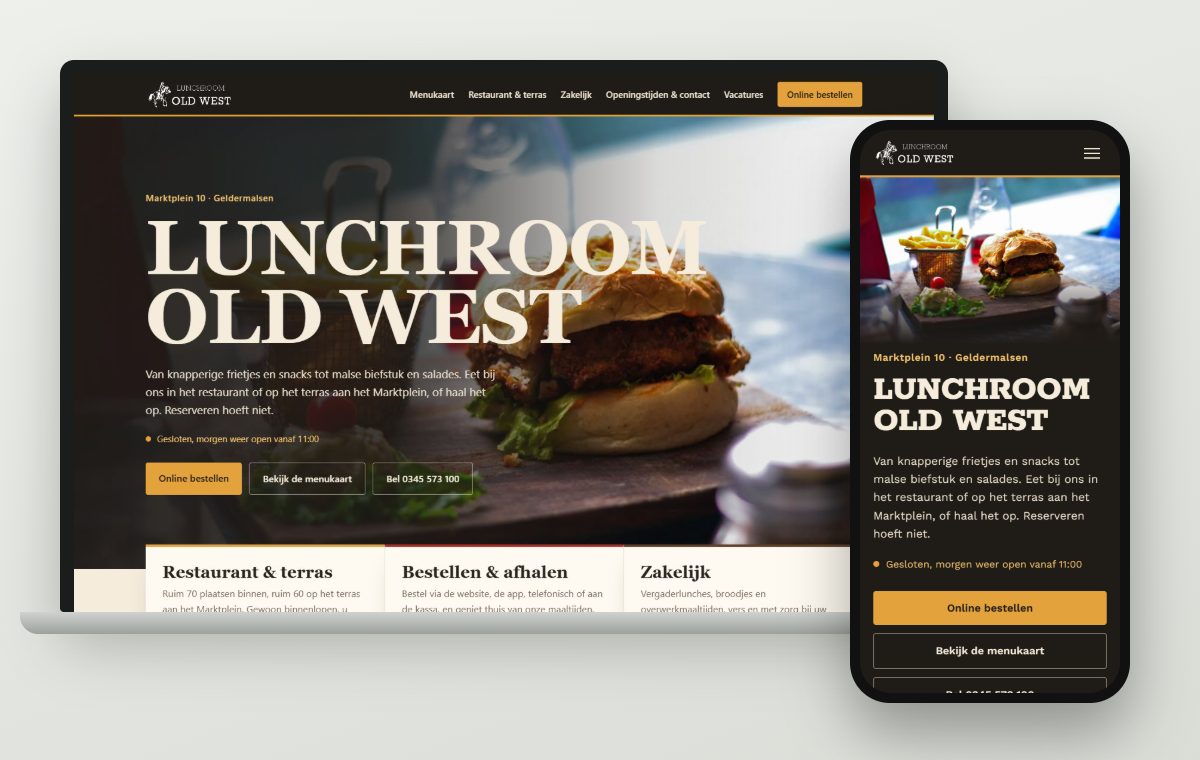 LUNCHROOM
OLD WEST
Menukaart Restaurant & terras Zakelijk Openingstijden & contact Vacatures Online bestellen
Marktplein 10 · Geldermalsen
LUNCHROOM
OLD WEST
Van knapperige frietjes en snacks tot malse biefstuk en salades. Eet bij
ons in het restaurant of op het terras aan het Marktplein, of haal het
op. Reserveren hoeft niet.
Gesloten, morgen weer open vanaf 11:00
Online bestellen Bekijk de menukaart Bel 0345 573 100
Restaurant & terras
Ruim 70 plaatsen binnen, ruim 60 op het terras
aan het Marktplein. Gewoon binnenlopen, u
Bestellen & afhalen
Bestel via de website, de app, telefonisch of aan
de kassa, en geniet thuis van onze maaltijden.
Zakelijk
Vergaderlunches, broodjes en
overwerkmaaltijden, vers en met zorg bij uw
LUNCHROOM
OLD WEST
Marktplein 10 · Geldermalsen
LUNCHROOM
OLD WEST
Van knapperige frietjes en snacks tot
malse biefstuk en salades. Eet bij ons in
het restaurant of op het terras aan het
Marktplein, of haal het op. Reserveren
hoeft niet.
Gesloten, morgen weer open vanaf 11:00
Online bestellen
Bekijk de menukaart
Bel 0345 573 100